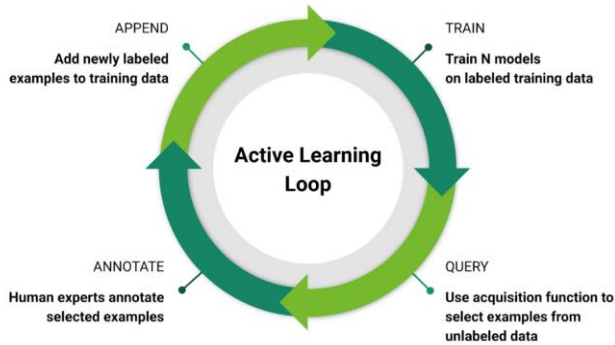 APPEND
Add newly labeled
examples to training data
TRAIN
Train N models
on labeled training data
Active Learning
Loop
ANNOTATE
Human experts annotate
selected examples
QUERY
Use acquisition function to
select examples from
unlabeled data